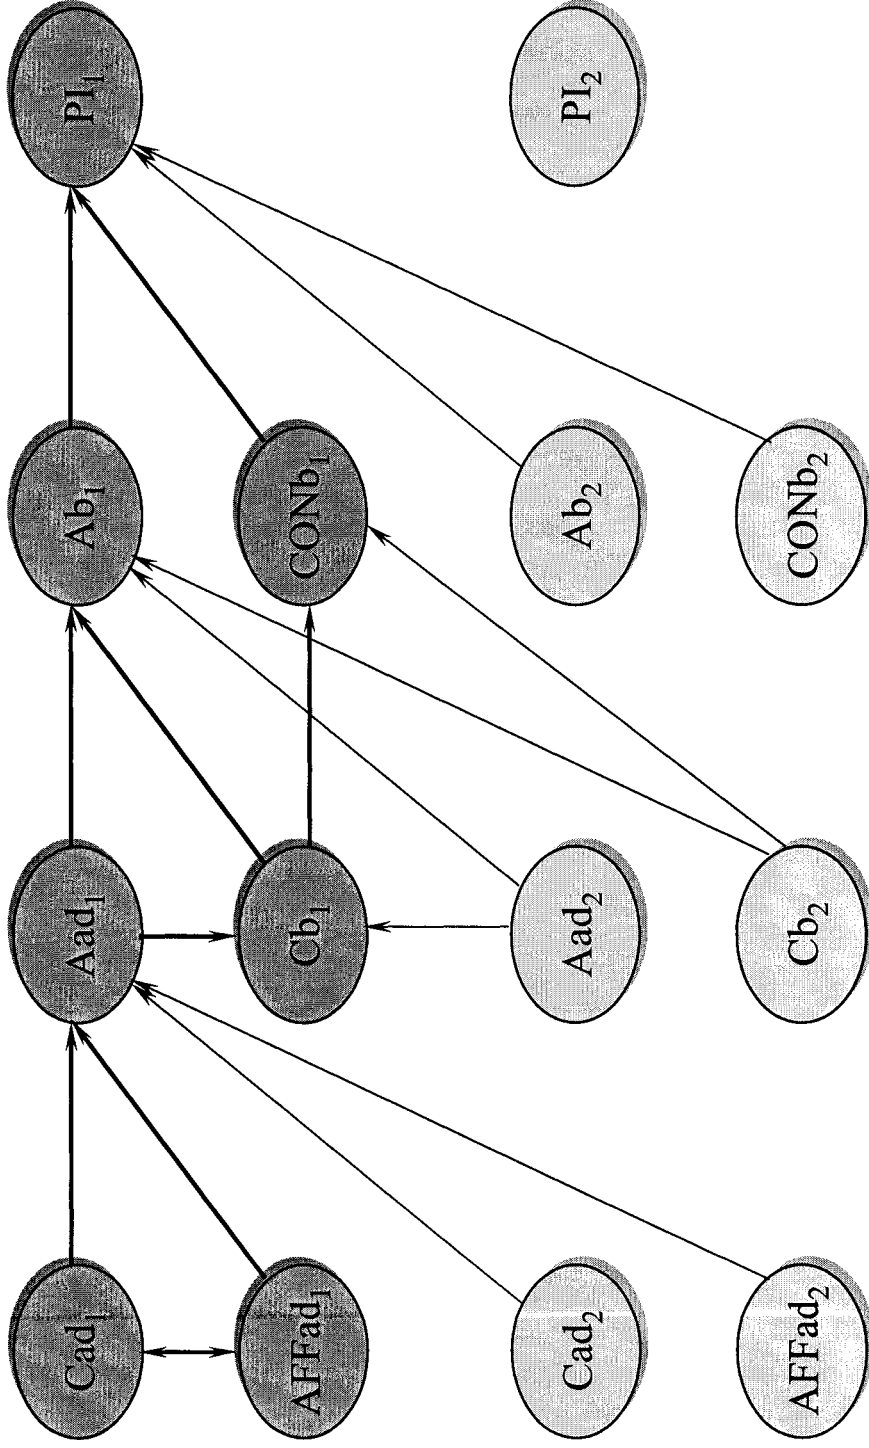 Cad₁
Aad₁
Ab₁
PI₁
AFFad₁
Cb₁
CONb₁
Cad₂
Aad₂
Ab₂
PI₂
AFFad₂
Cb₂
CONb₂